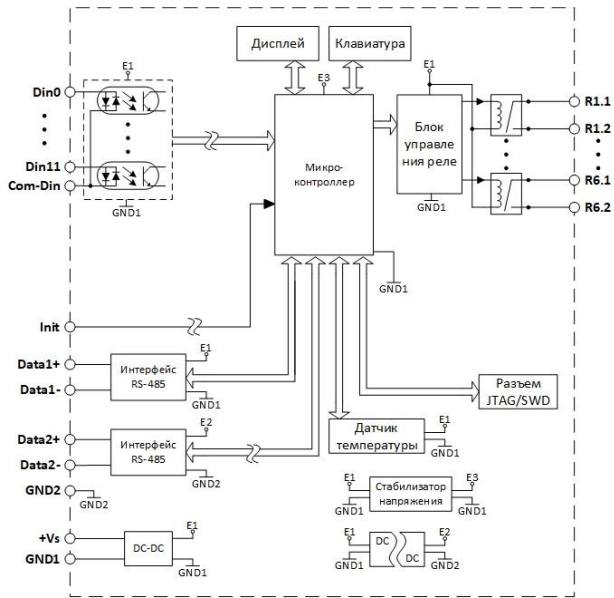 Дисплей
Клавиатура
E1
E3
E1
Din0
R1.1
R1.2
Блок
управле
ния реле
Микро-
контроллер
Din11
Com-Din
R6.1
R6.2
GND1
GND1
GND1
Init
Data1+
Data1-
Интерфейс
RS-485
E1
GND1
Разъем
JTAG/SWD
Data2+
Data2-
Интерфейс
RS-485
E2
GND2
Датчик
температуры
E1
GND1
GND2
GND2
E1
GND1
Стабилизатор
напряжения
E3
GND1
+Vs
GND1
DC-DC
E1
GND1
E1
GND1
DC
DC
E2
GND2